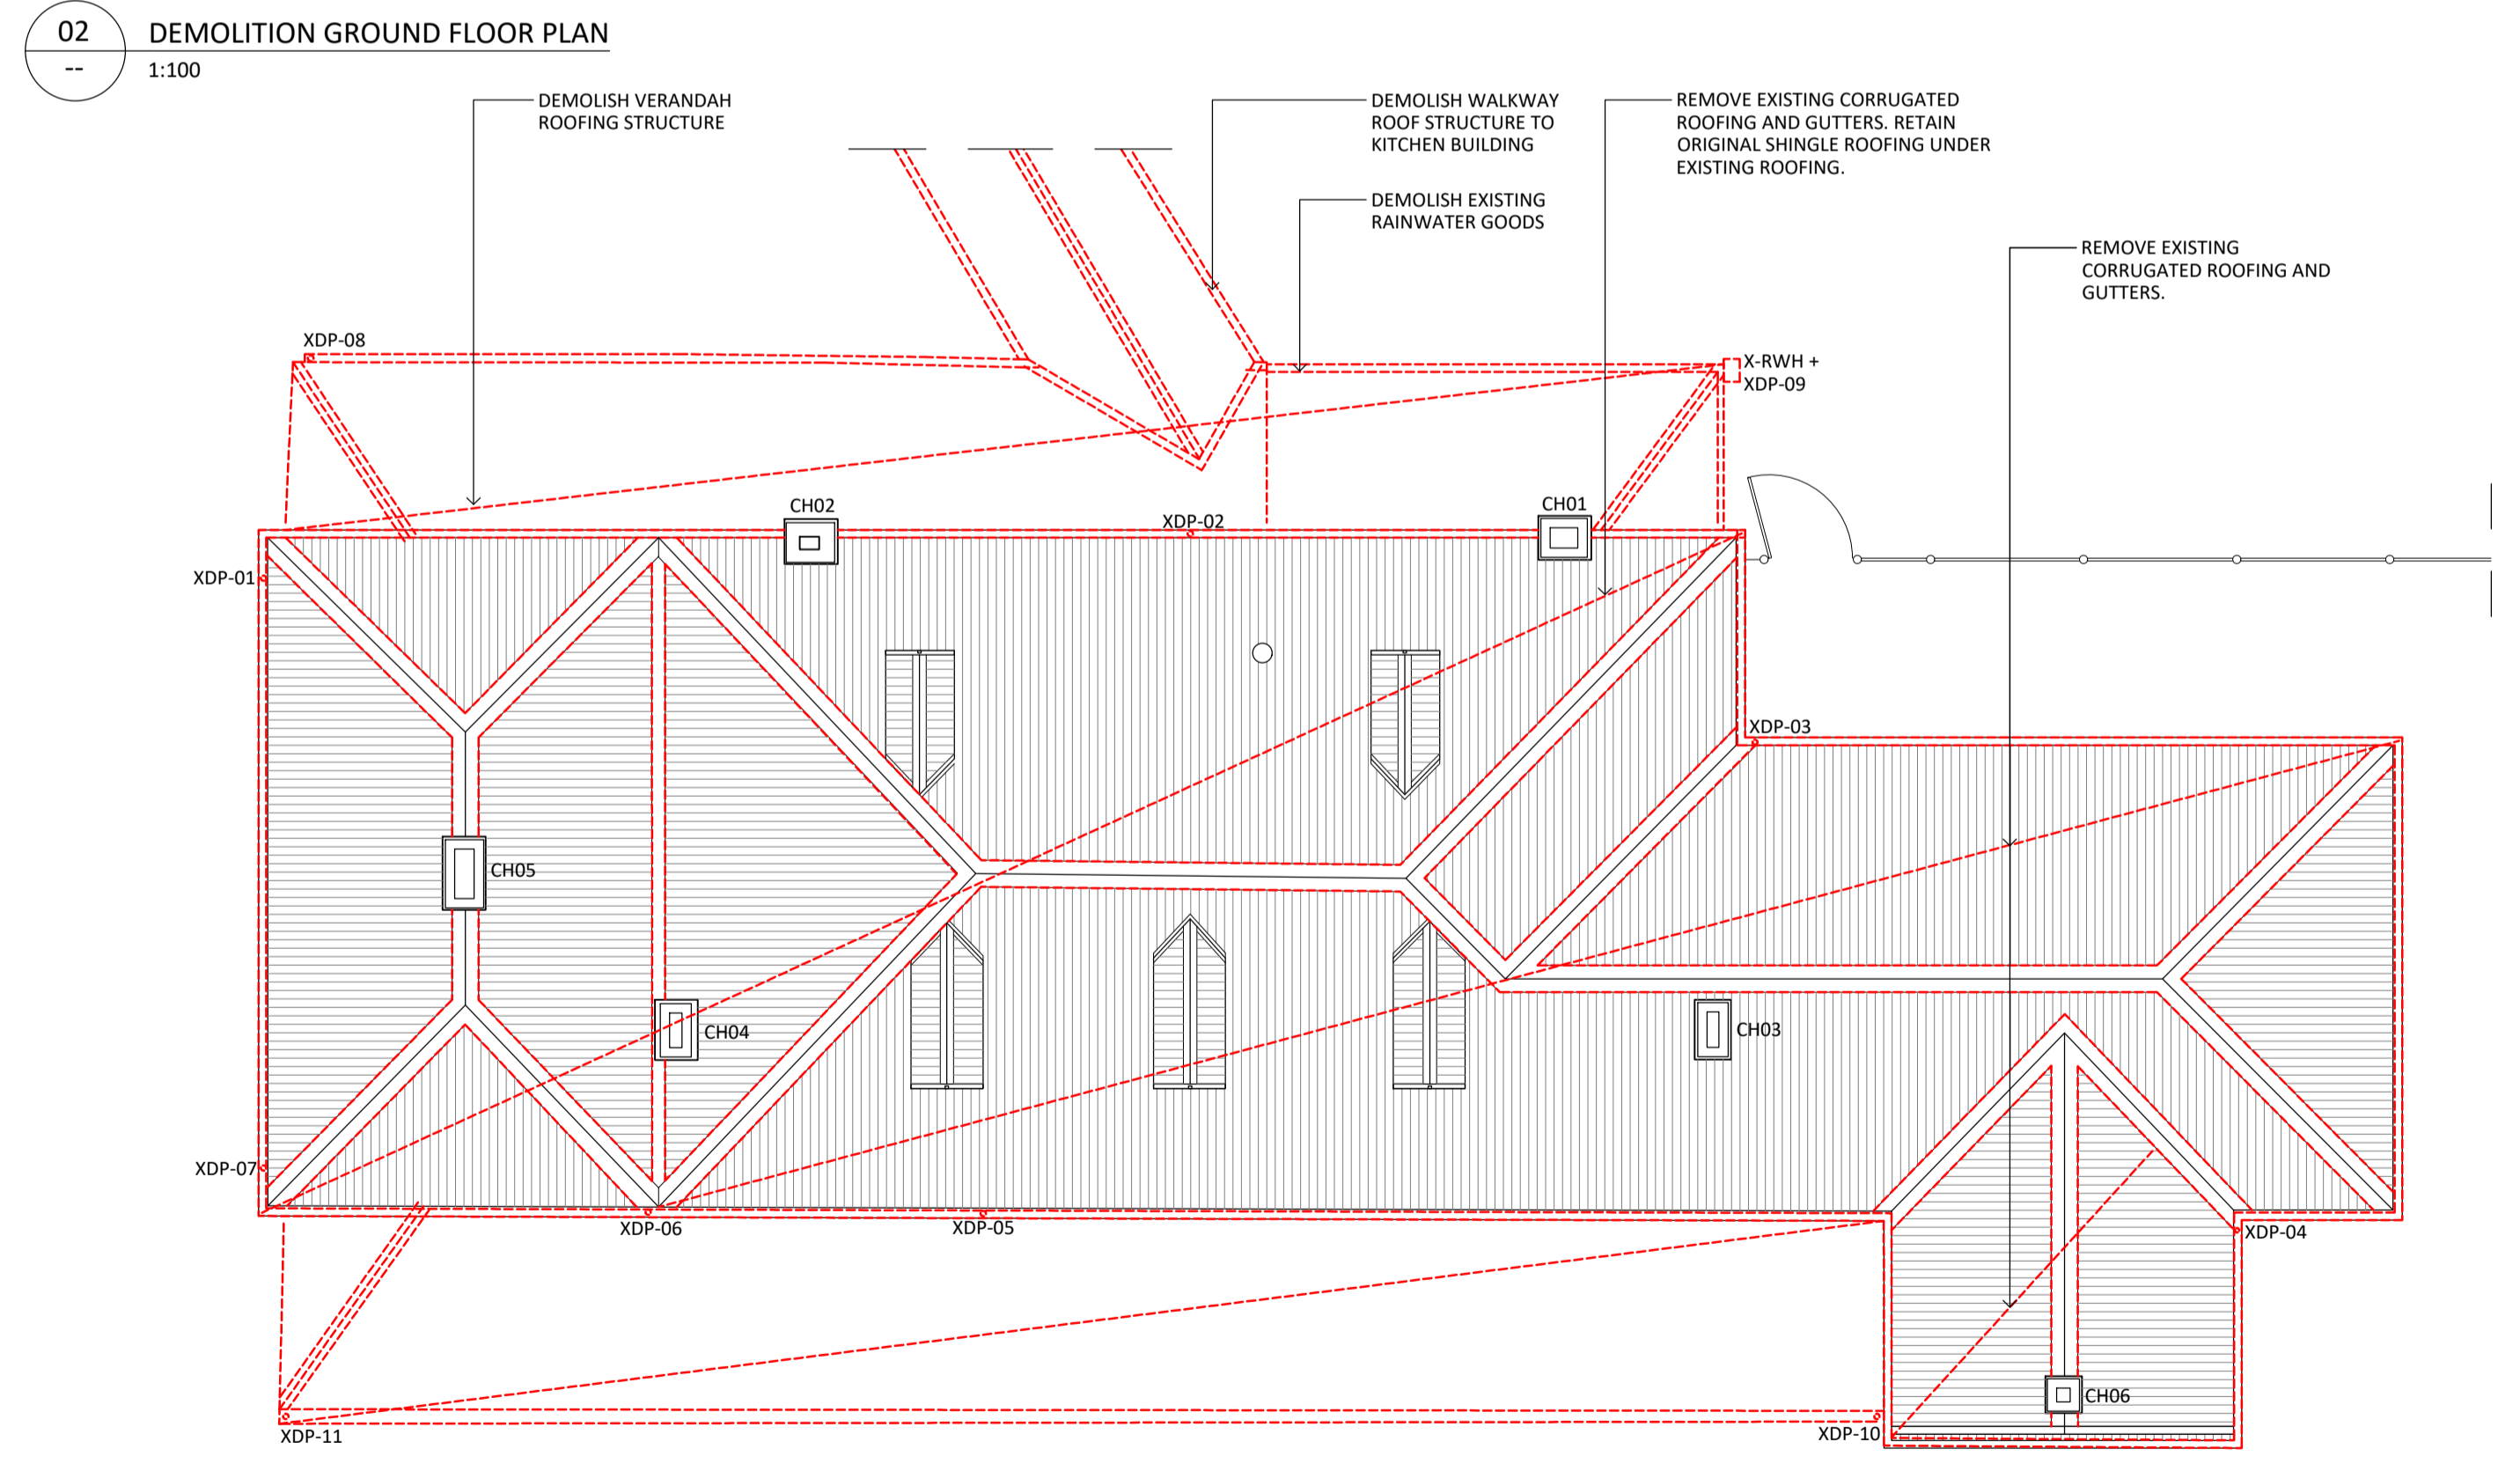 02
DEMOLITION GROUND FLOOR PLAN
--
1:100
DEMOLISH VERANDAH
ROOFING STRUCTURE
DEMOLISH WALKWAY
ROOF STRUCTURE TO
KITCHEN BUILDING
REMOVE EXISTING CORRUGATED
ROOFING AND GUTTERS. RETAIN
ORIGINAL SHINGLE ROOFING UNDER
EXISTING ROOFING.
DEMOLISH EXISTING
RAINWATER GOODS
REMOVE EXISTING
CORRUGATED ROOFING AND
GUTTERS.
XDP-08
X-RWH +
XDP-09
CH02
XDP-02
CH01
XDP-01
XDP-03
CH05
CH04
CH03
XDP-07
XDP-06
XDP-05
XDP-04
CH06
XDP-11
XDP-10